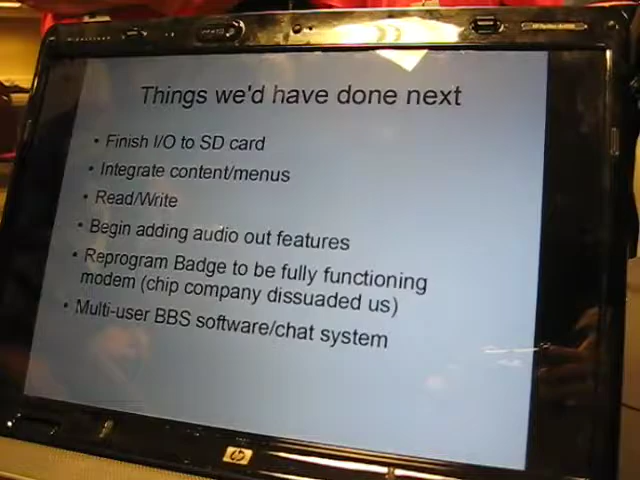 Things we'd have done next
• Finish I/O to SD card
• Integrate content/menus
• Read/Write
• Begin adding audio out features
• Reprogram Badge to be fully functioning
modem (chip company dissuaded us)
• Multi-user BBS software/chat system
hp